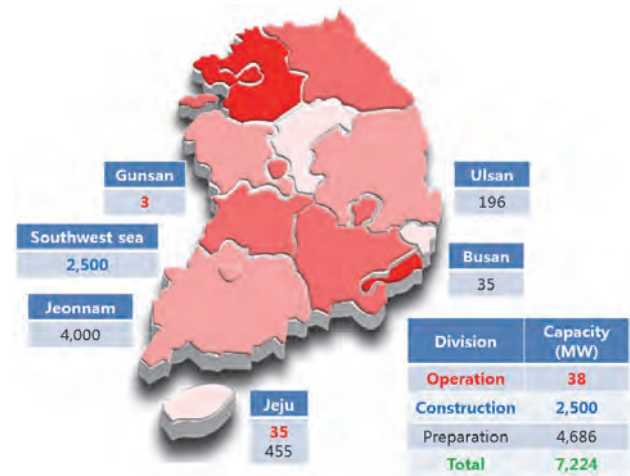 Gunsan
3
Southwest sea
2,500
Jeonnam
4,000
Jeju
35
455
Ulsan
196
Busan
35
Division Capacity
(MW)
Operation 38
Construction 2,500
Preparation 4,686
Total 7,224